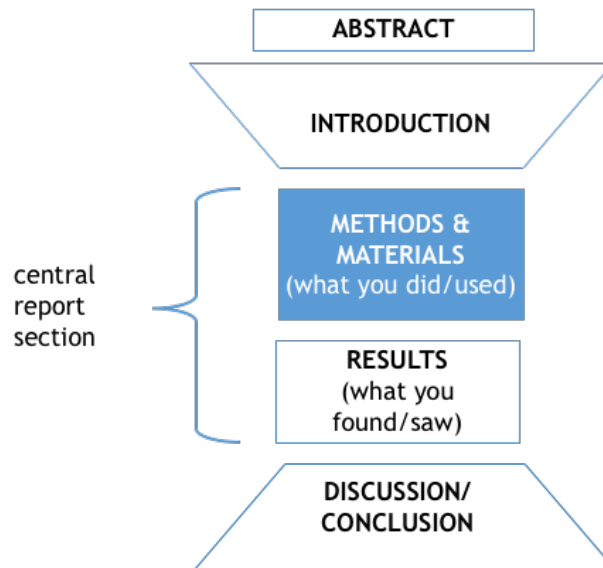 ABSTRACT
INTRODUCTION
METHODS &
MATERIALS
(what you did/used)
central
report
section
RESULTS
(what you
found/saw)
DISCUSSION/
CONCLUSION